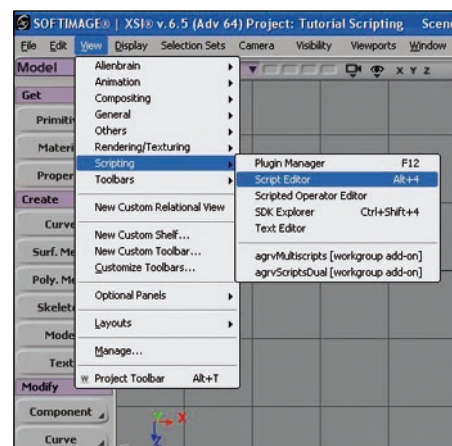 SOFTIMAGE® | XSI® v.6.5 (Adv 64) Project: Tutorial Scripting Scen
File Edit View Display Selection Sets Camera Visibility Viewports Window
Model
X Y Z
Get
Primiti
Materi
Proper
Create
Curve
Surf. Me
Poly. Me
Skelet
Mode
Text
Modify
Component
Curve
Alienbrain
Animation
Compositing
General
Others
Rendering/Texturing
Scripting
Toolbars
New Custom Relational View
New Custom Shelf...
New Custom Toolbar...
Customize Toolbars...
Optional Panels
Layouts
Manage...
Project Toolbar Alt+T
Plugin Manager F12
Script Editor Alt+4
Scripted Operator Editor
SDK Explorer Ctrl+Shift+4
Text Editor
agrvMultiscripts [workgroup add-on]
agrvScriptsDual [workgroup add-on]
X
Z